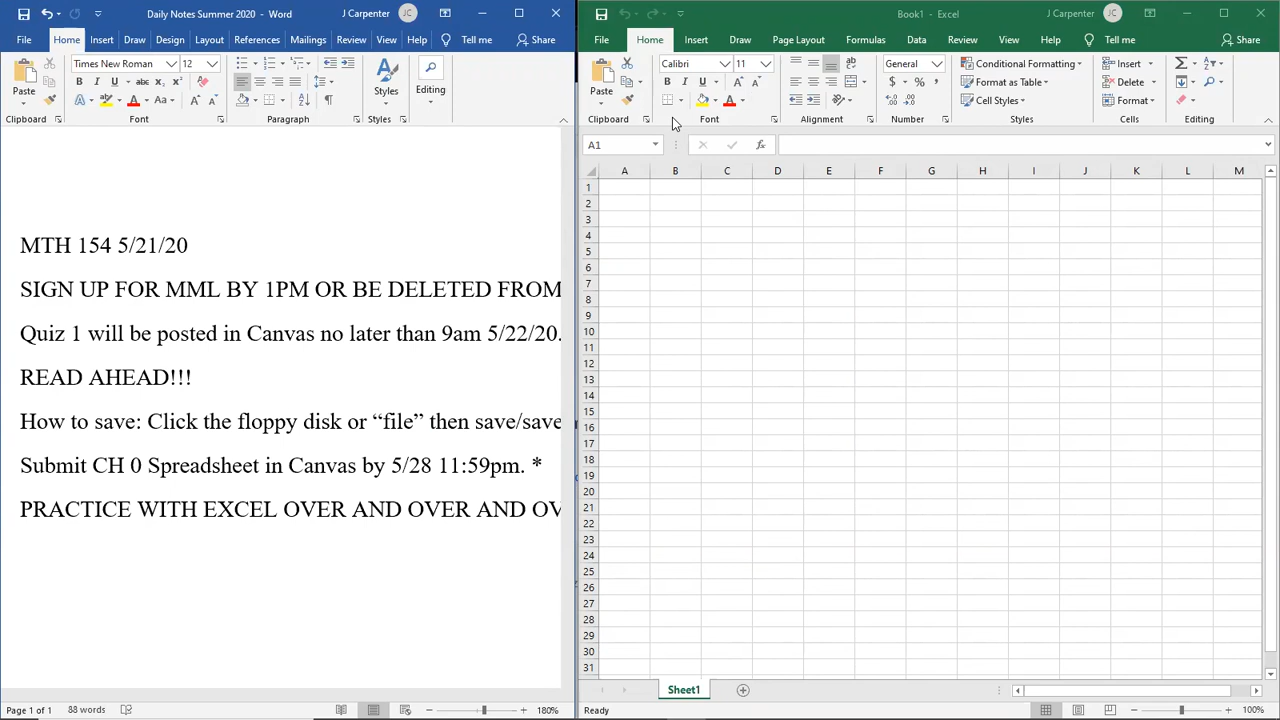 Daily Notes Summer 2020 - Word
J Carpenter
JC
File Home Insert Draw Design Layout References Mailings Review View Help Tell me Share
Times New Roman
12
Paste
B I U abc x₂ x²
A A Aa A A
Styles
Editing
Clipboard Font Paragraph Styles
MTH 154 5/21/20
SIGN UP FOR MML BY 1PM OR BE DELETED FROM
Quiz 1 will be posted in Canvas no later than 9am 5/22/20.
READ AHEAD!!!
How to save: Click the floppy disk or “file” then save/save
Submit CH 0 Spreadsheet in Canvas by 5/28 11:59pm. *
PRACTICE WITH EXCEL OVER AND OVER AND OV
Page 1 of 1 88 words
180%
Book1 - Excel
J Carpenter
JC
File Home Insert Draw Page Layout Formulas Data Review View Help Tell me Share
Calibri 11
General
Conditional Formatting
Insert
Paste
B I U A A
$ % ,
Format as Table
Delete
Cell Styles
Format
Clipboard Font Alignment Number Styles Cells Editing
A1
fx
A B C D E F G H I J K L M
1
2
3
4
5
6
7
8
9
10
11
12
13
14
15
16
17
18
19
20
21
22
23
24
25
26
27
28
29
30
31
Sheet1
Ready
100%